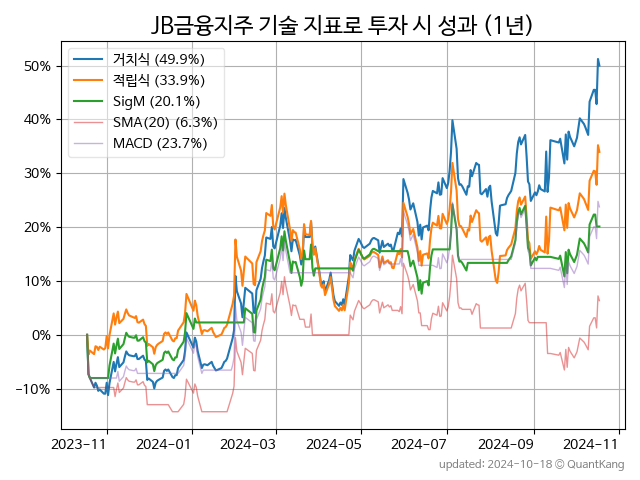 JB금융지주 기술 지표로 투자 시 성과 (1년)
거치식 (49.9%)
적립식 (33.9%)
SigM (20.1%)
SMA(20) (6.3%)
MACD (23.7%)
50%
40%
30%
20%
10%
0%
−10%
2023-11 2024-01 2024-03 2024-05 2024-07 2024-09 2024-11
updated: 2024-10-18 © QuantKang